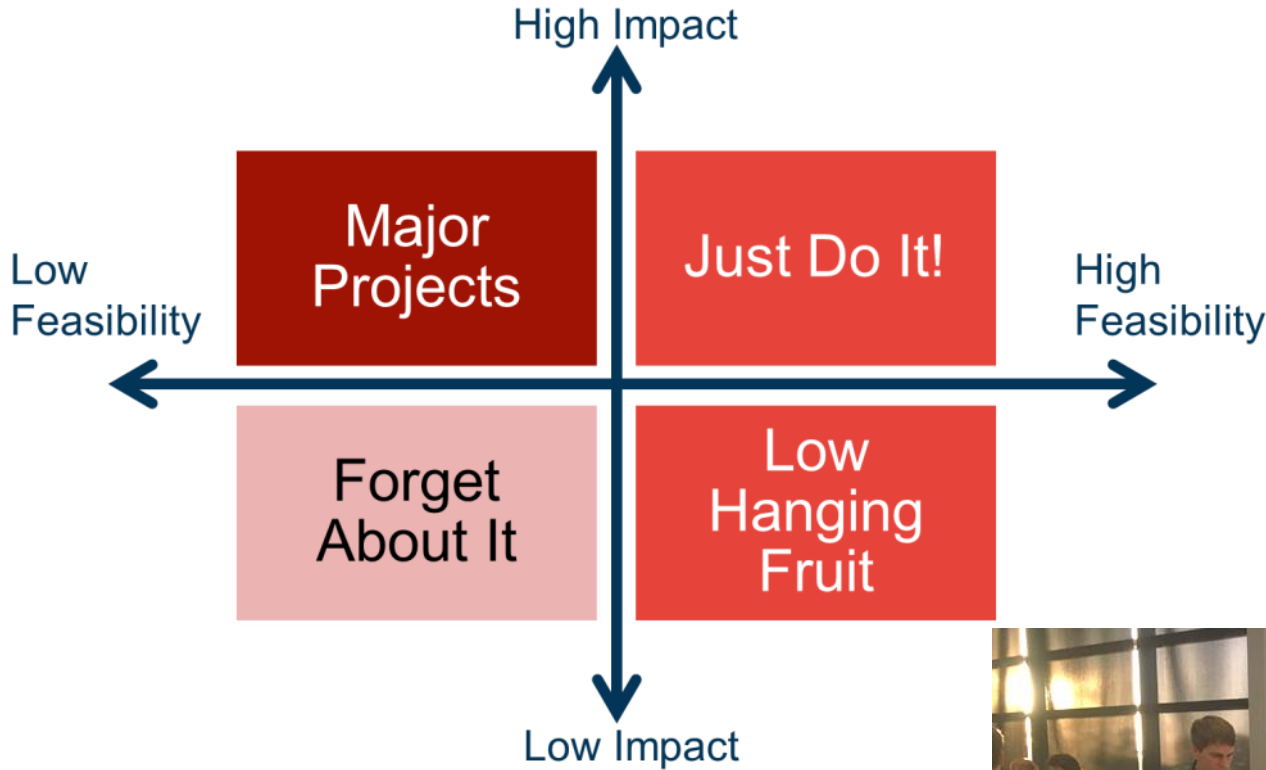 High Impact
Major
Projects
Just Do It!
Low
Feasibility
High
Feasibility
Forget
About It
Low
Hanging
Fruit
Low Impact